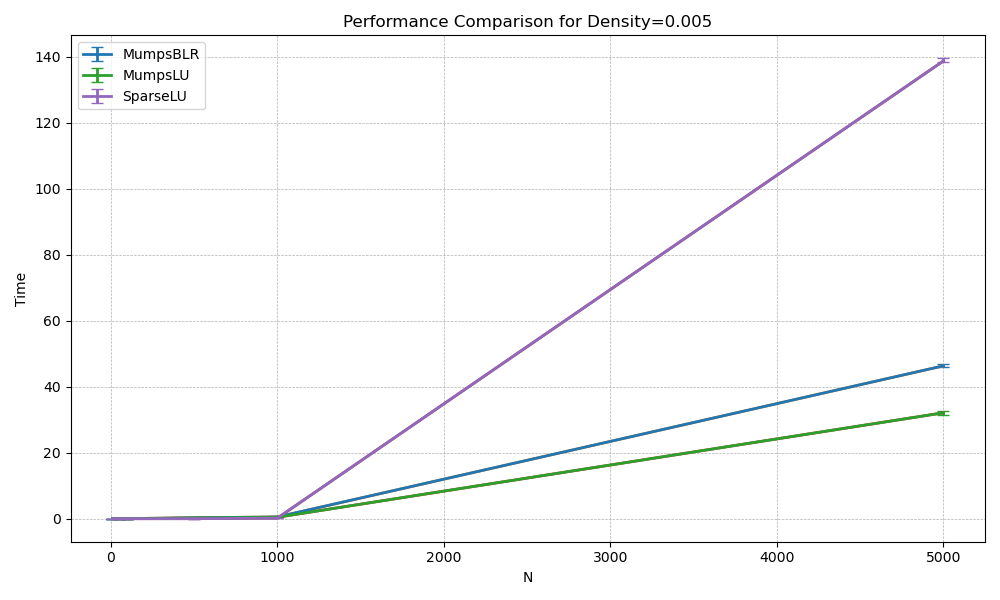 Performance Comparison for Density=0.005
MumpsBLR
MumpsLU
SparseLU
Time
140
120
100
80
60
40
20
0
0 1000 2000 3000 4000 5000
N